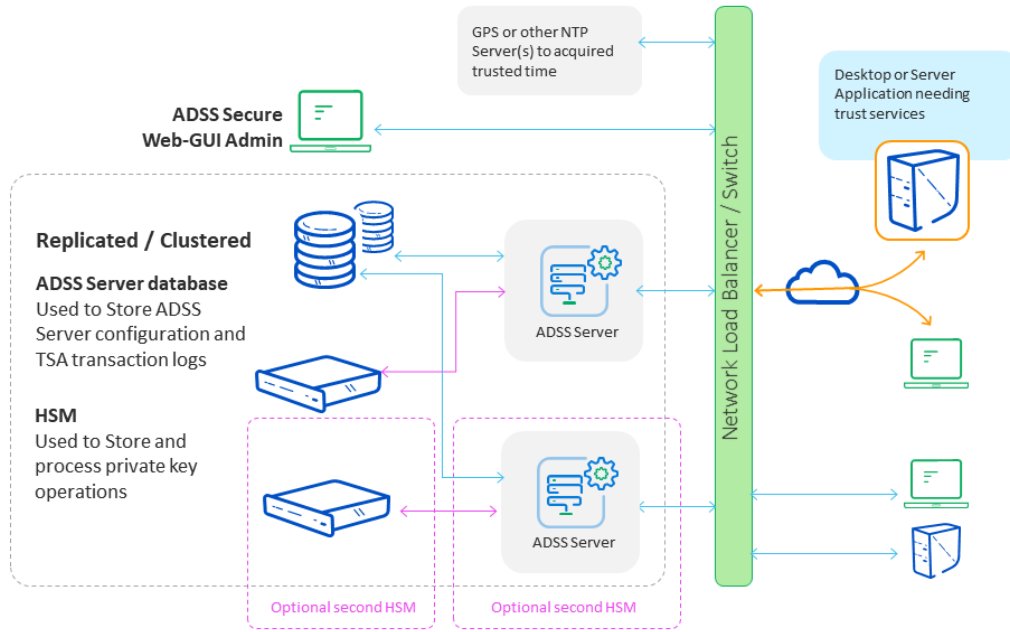 GPS or other NTP
Server(s) to acquired
trusted time
Desktop or Server
Application needing
trust services
ADSS Secure
Web-GUI Admin
Network Load Balancer / Switch
Replicated / Clustered
ADSS Server database
Used to Store ADSS
Server configuration and
TSA transaction logs
HSM
Used to Store and
process private key
operations
ADSS Server
ADSS Server
Optional second HSM
Optional second HSM